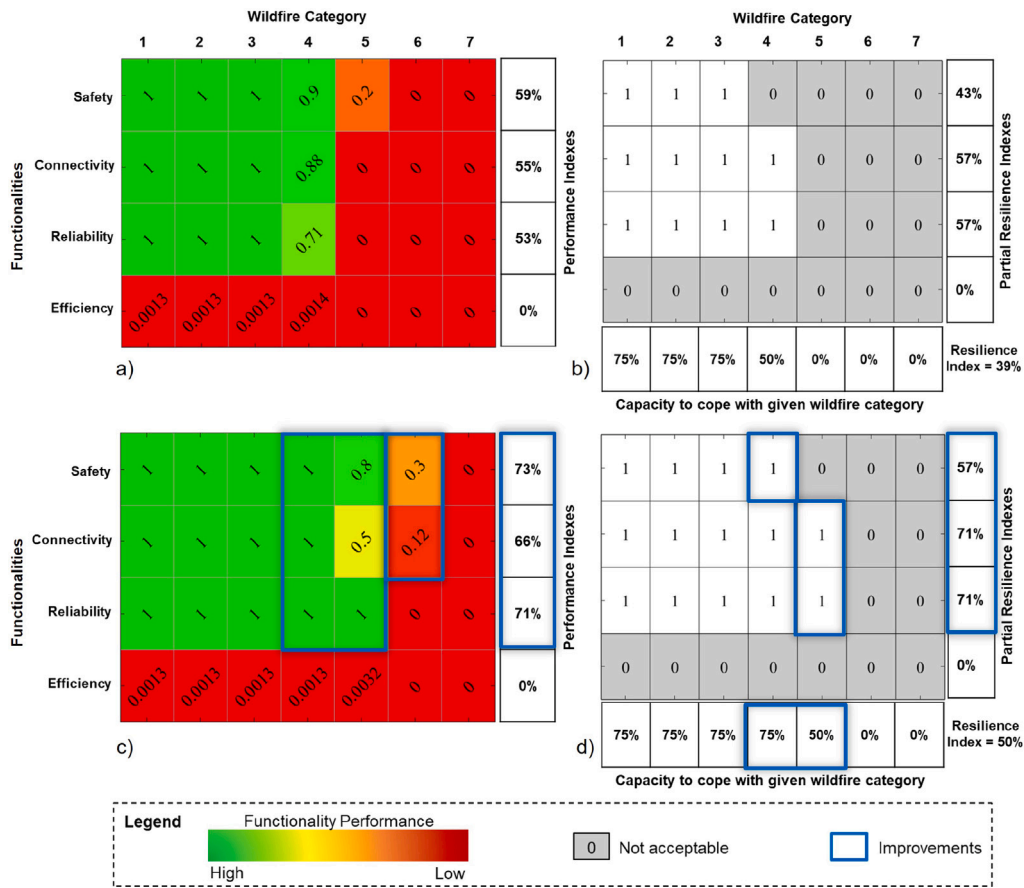 Wildfire Category
Wildfire Category
1 2 3 4 5 6 7
1 2 3 4 5 6 7
Functionalities
Safety 1 1 1 0.9 0.2 0 0 59%
Connectivity 1 1 1 0.88 0 0 0 55%
Reliability 1 1 1 0.71 0 0 0 53%
Efficiency 0.0013 0.0013 0.0013 0.0014 0 0 0 0%
Performance Indexes
a)
1 1 1 0 0 0 0 43%
1 1 1 1 0 0 0 57%
1 1 1 1 0 0 0 57%
0 0 0 0 0 0 0 0%
Partial Resilience Indexes
b)
75% 75% 75% 50% 0% 0% 0% Resilience
Index = 39%
Capacity to cope with given wildfire category
Functionalities
Safety 1 1 1 1 0.8 0.3 0 73%
Connectivity 1 1 1 1 0.5 0.12 0 66%
Reliability 1 1 1 1 1 0 0 71%
Efficiency 0.0013 0.0013 0.0013 0.0013 0.0032 0 0 0%
Performance Indexes
c)
1 1 1 1 0 0 0 57%
1 1 1 1 1 0 0 71%
1 1 1 1 1 0 0 71%
0 0 0 0 0 0 0 0%
Partial Resilience Indexes
d)
75% 75% 75% 75% 50% 0% 0% Resilience
Index = 50%
Capacity to cope with given wildfire category
Legend
Functionality Performance
High Low
0 Not acceptable
Improvements